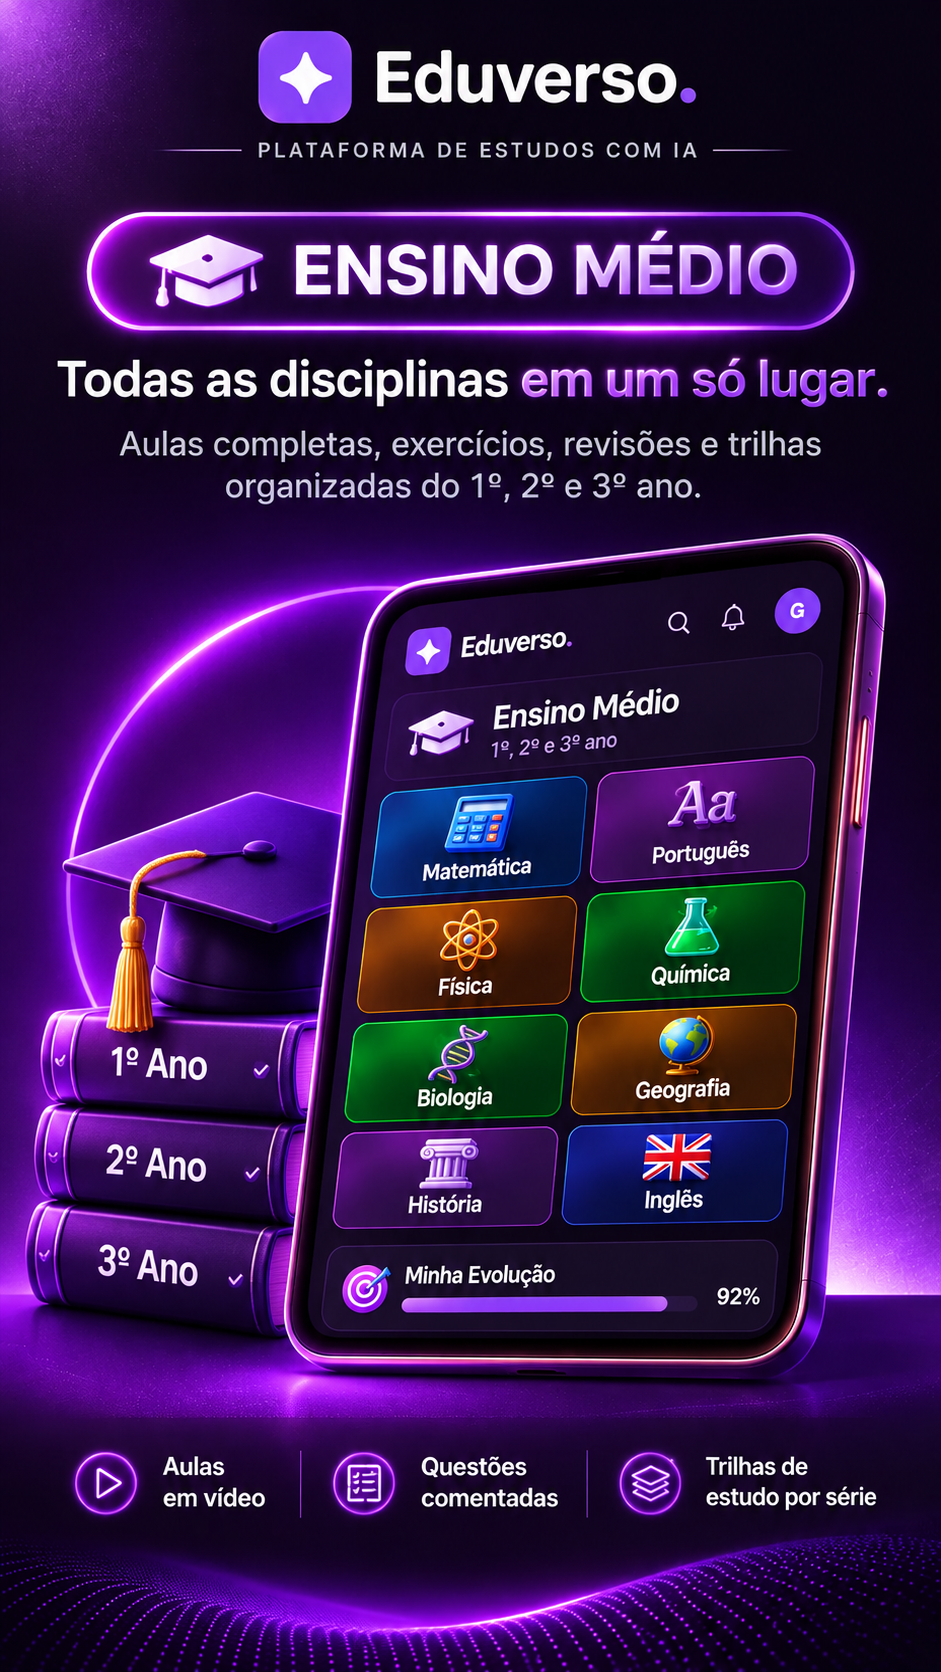 Eduverso.
PLATAFORMA DE ESTUDOS COM IA
ENSINO MÉDIO
Todas as disciplinas em um só lugar.
Aulas completas, exercícios, revisões e trilhas
organizadas do 1º, 2º e 3º ano.
Eduverso.
G
Ensino Médio
1º, 2º e 3º ano
Matemática
Aa
Português
Física
Química
Biologia
Geografia
História
Inglês
Minha Evolução
92%
1º Ano
2º Ano
3º Ano
Aulas
em vídeo
Questões
comentadas
Trilhas de
estudo por série